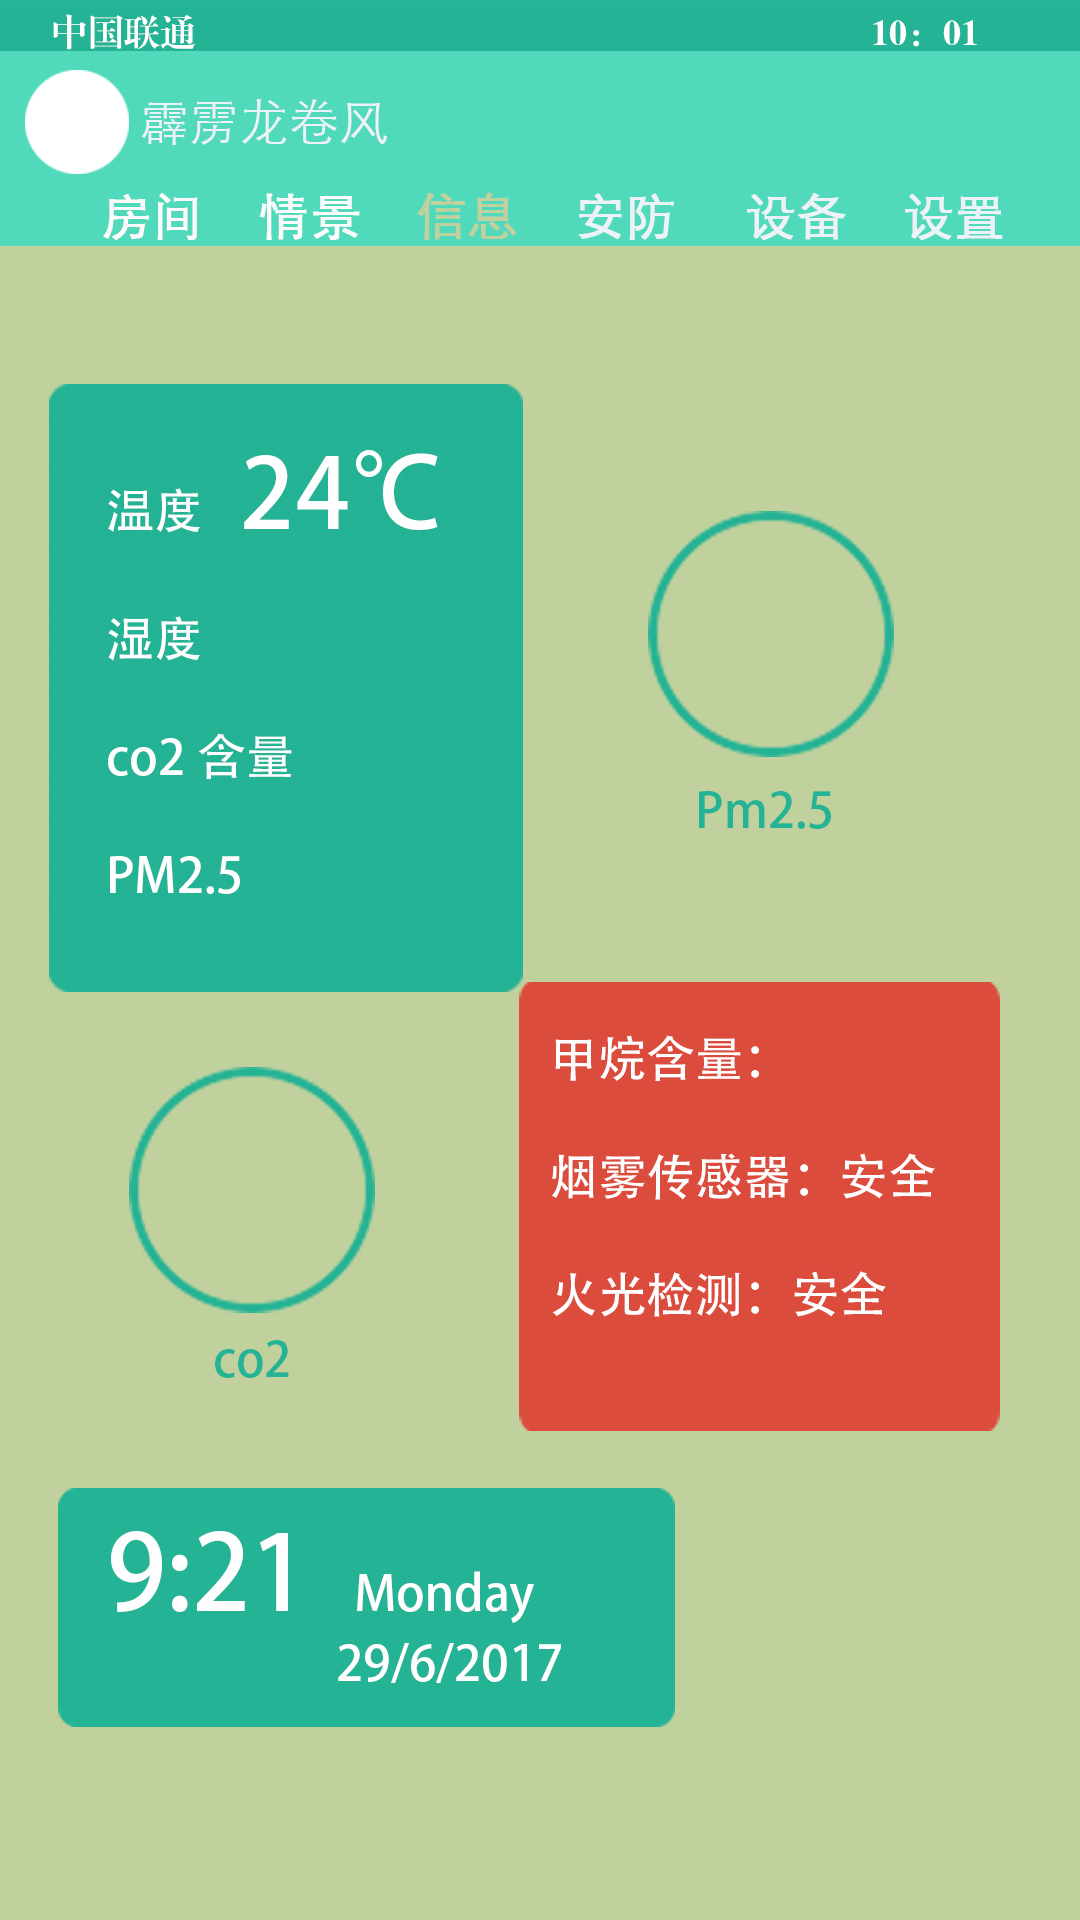 中国联通 10：01
霹雳龙卷风
房间 情景 信息 安防 设备 设置
温度 24℃
湿度
co2 含量
PM2.5
Pm2.5
甲烷含量：
烟雾传感器：安全
火光检测：安全
co2
9:21 Monday
29/6/2017